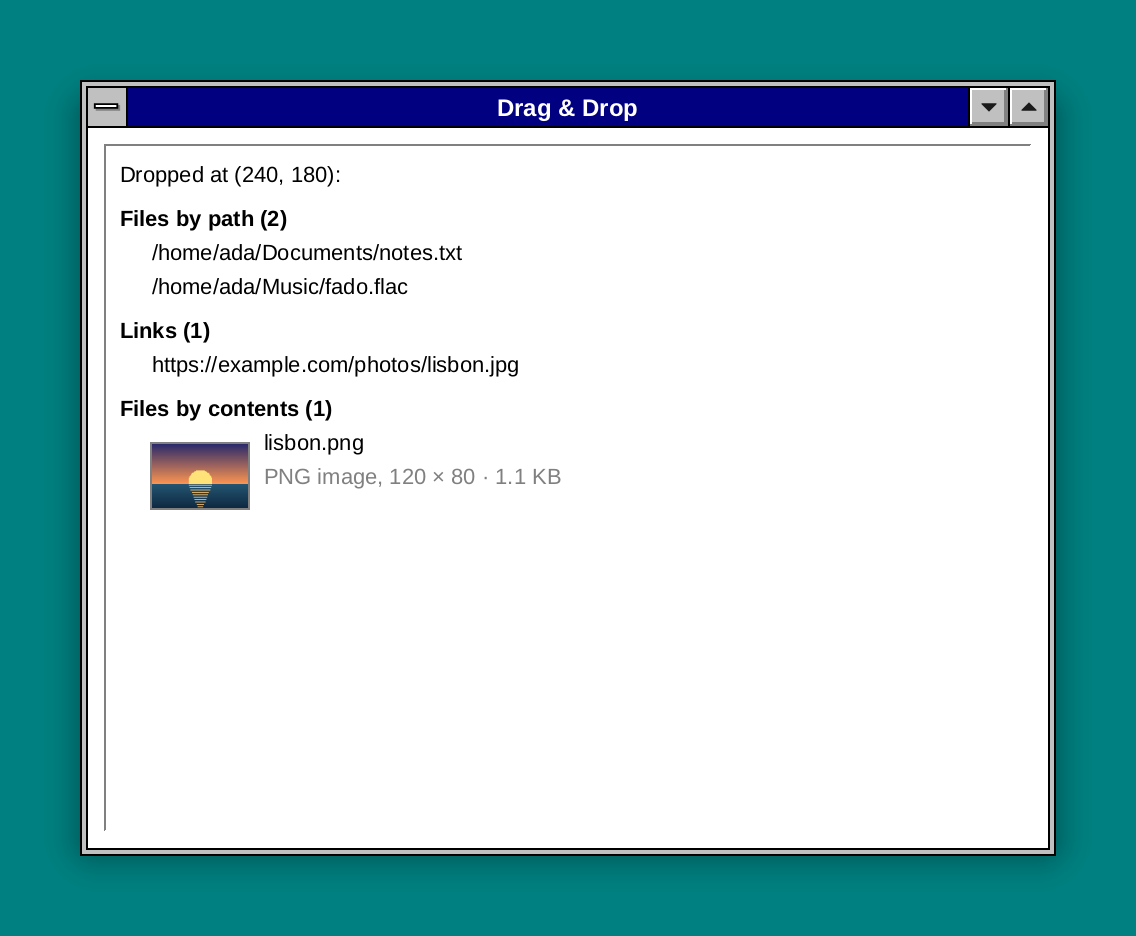 Drag & Drop
Dropped at (240, 180):
Files by path (2)
/home/ada/Documents/notes.txt
/home/ada/Music/fado.flac
Links (1)
https://example.com/photos/lisbon.jpg
Files by contents (1)
lisbon.png
PNG image, 120 × 80 · 1.1 KB